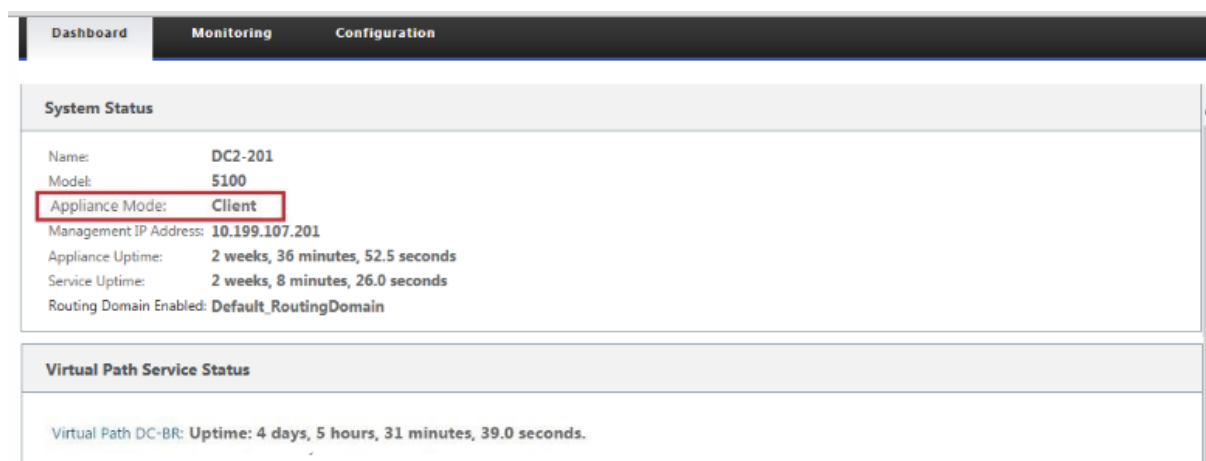 Dashboard Monitoring Configuration
System Status
Name: DC2-201
Model: 5100
Appliance Mode: Client
Management IP Address: 10.199.107.201
Appliance Uptime: 2 weeks, 36 minutes, 52.5 seconds
Service Uptime: 2 weeks, 8 minutes, 26.0 seconds
Routing Domain Enabled: Default_RoutingDomain
Virtual Path Service Status
Virtual Path DC-BR: Uptime: 4 days, 5 hours, 31 minutes, 39.0 seconds.